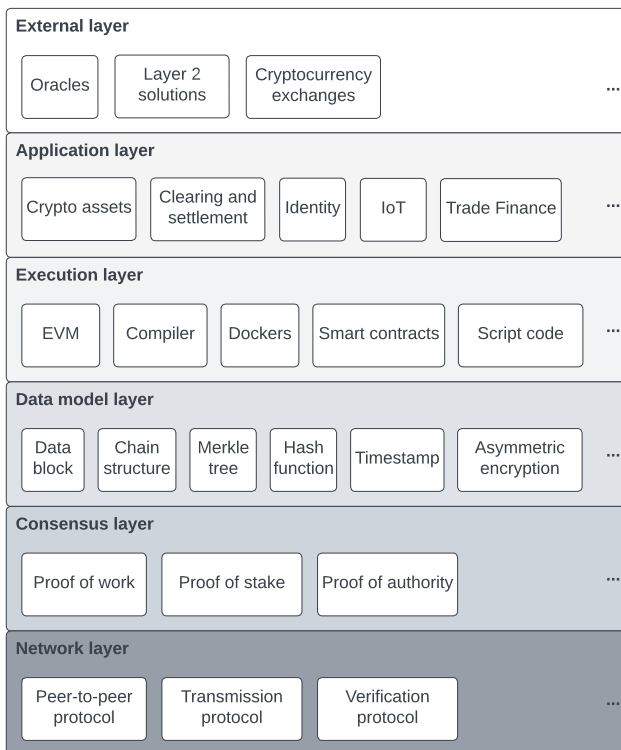 External layer
Oracles
Layer 2
solutions
Cryptocurrency
exchanges
...
Application layer
Crypto assets
Clearing and
settlement
Identity
IoT
Trade Finance
...
Execution layer
EVM
Compiler
Dockers
Smart contracts
Script code
...
Data model layer
Data
block
Chain
structure
Merkle
tree
Hash
function
Timestamp
Asymmetric
encryption
...
Consensus layer
Proof of work
Proof of stake
Proof of authority
...
Network layer
Peer-to-peer
protocol
Transmission
protocol
Verification
protocol
...